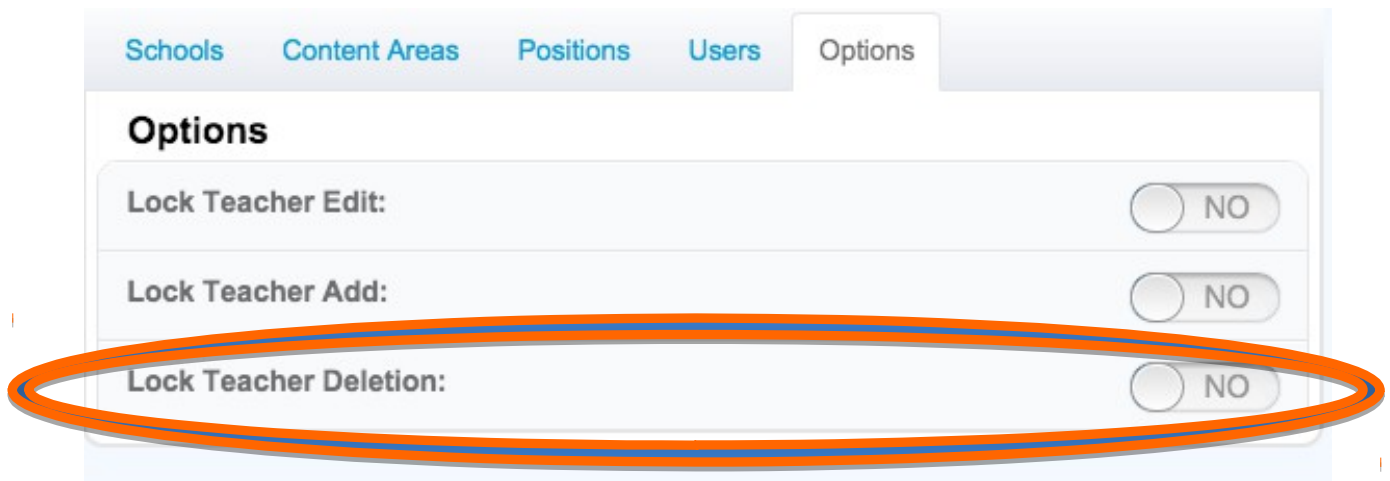 Schools Content Areas Positions Users Options
Options
Lock Teacher Edit: NO
Lock Teacher Add: NO
Lock Teacher Deletion: NO